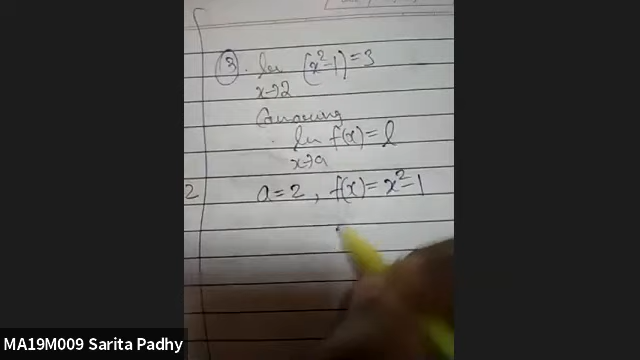 ③. lim (x²-1) = 3
x→2
Comparing
lim f(x) = l
x→a
2 a = 2, f(x) = x²-1
MA19M009 Sarita Padhy